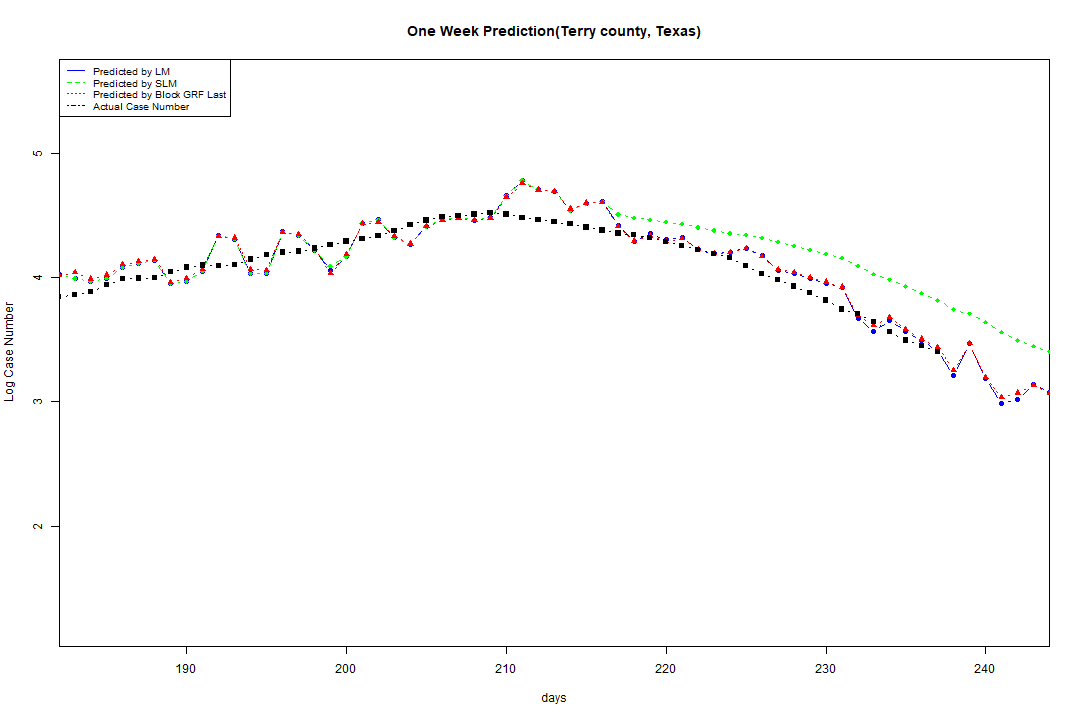 One Week Prediction(Terry county, Texas)
Predicted by LM
Predicted by SLM
Predicted by Block GRF Last
Actual Case Number
5
4
3
2
Log Case Number
190 200 210 220 230 240
days